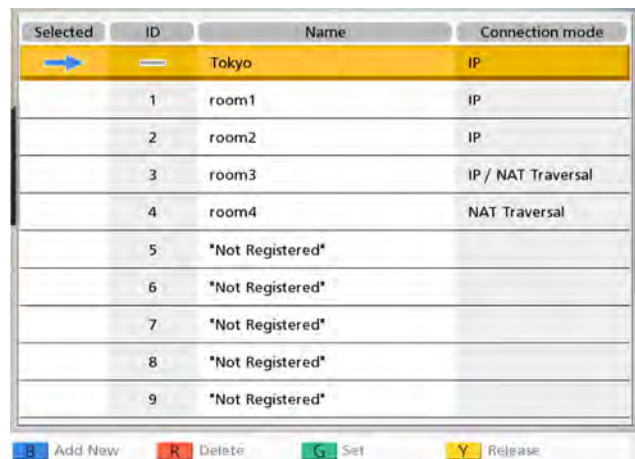 Selected ID Name Connection mode
— Tokyo IP
1 room1 IP
2 room2 IP
3 room3 IP / NAT Traversal
4 room4 NAT Traversal
5 "Not Registered"
6 "Not Registered"
7 "Not Registered"
8 "Not Registered"
9 "Not Registered"
B Add New R Delete G Set Y Release